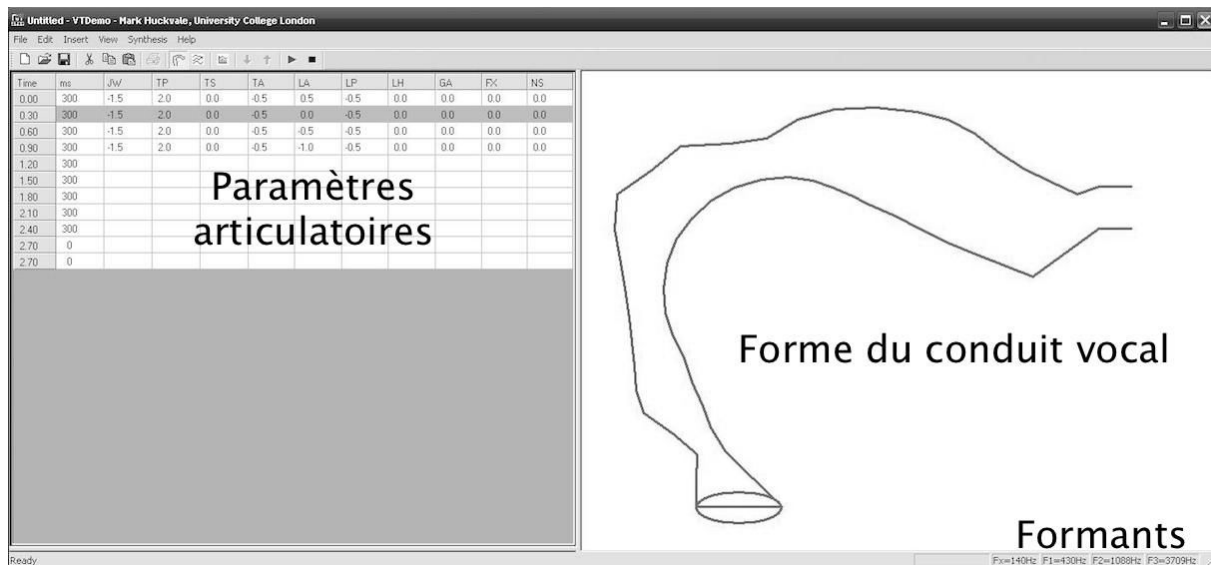 Untitled - VTDemo - Mark Huckvale, University College London
File Edit Insert View Synthesis Help
Time ms JW TP TS TA LA LP LH GA FX NS
0.00 300 -1.5 2.0 0.0 -0.5 0.5 -0.5 0.0 0.0 0.0 0.0
0.30 300 -1.5 2.0 0.0 -0.5 0.0 -0.5 0.0 0.0 0.0 0.0
0.60 300 -1.5 2.0 0.0 -0.5 -0.5 -0.5 0.0 0.0 0.0 0.0
0.90 300 -1.5 2.0 0.0 -0.5 -1.0 -0.5 0.0 0.0 0.0 0.0
1.20 300
1.50 300
1.80 300
2.10 300
2.40 300
2.70 0
2.70 0
Paramètres
articulatoires
Forme du conduit vocal
Formants
Ready
Fx=140Hz F1=430Hz F2=1088Hz F3=3709Hz